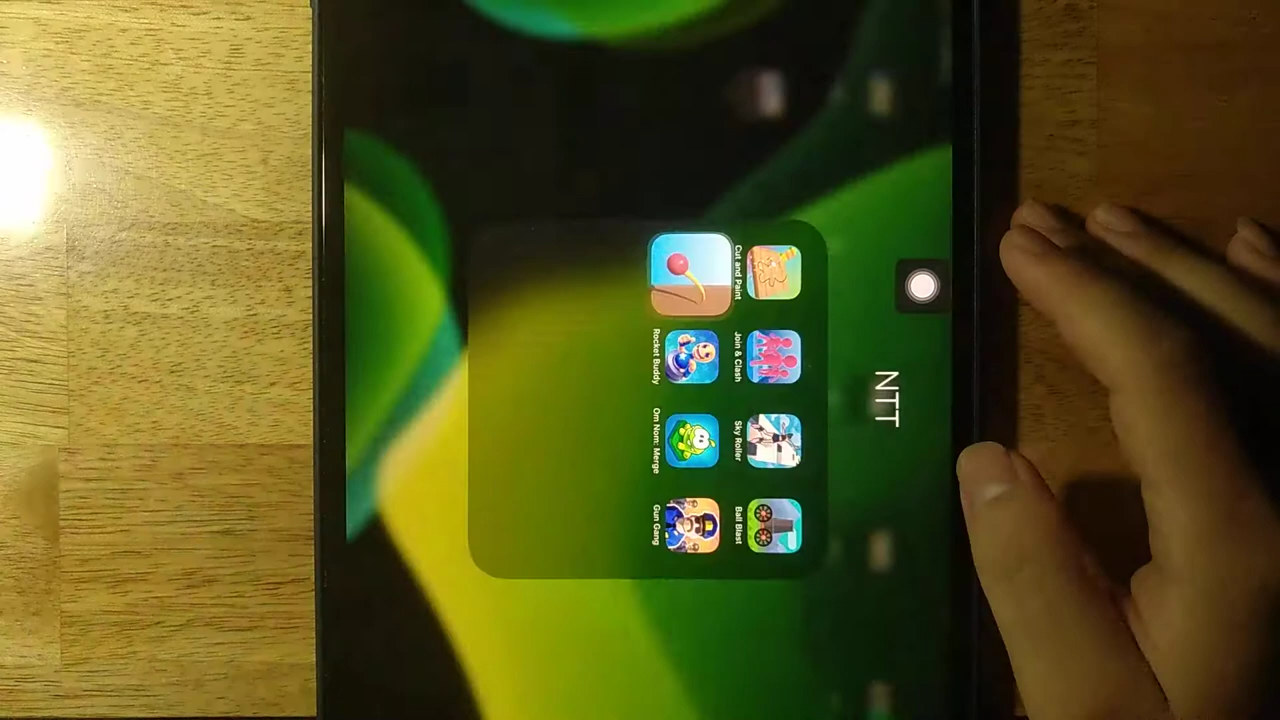 NTT
Cut and Paint
Join & Clash
Sky Roller
Ball Blast
Rocket Buddy
Om Nom: Merge
Gun Gang